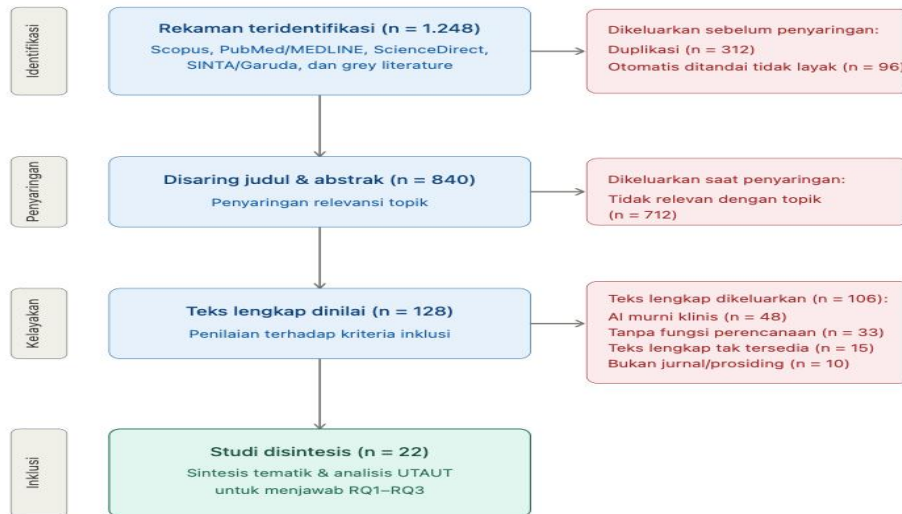 Identifikasi
Rekaman teridentifikasi (n = 1.248)
Scopus, PubMed/MEDLINE, ScienceDirect,
SINTA/Garuda, dan grey literature
Dikeluarkan sebelum penyaringan:
Duplikasi (n = 312)
Otomatis ditandai tidak layak (n = 96)
Penyaringan
Disaring judul & abstrak (n = 840)
Penyaringan relevansi topik
Dikeluarkan saat penyaringan:
Tidak relevan dengan topik
(n = 712)
Kelayakan
Teks lengkap dinilai (n = 128)
Penilaian terhadap kriteria inklusi
Teks lengkap dikeluarkan (n = 106):
AI murni klinis (n = 48)
Tanpa fungsi perencanaan (n = 33)
Teks lengkap tak tersedia (n = 15)
Bukan jurnal/prosiding (n = 10)
Inklusi
Studi disintesis (n = 22)
Sintesis tematik & analisis UTAUT
untuk menjawab RQ1–RQ3